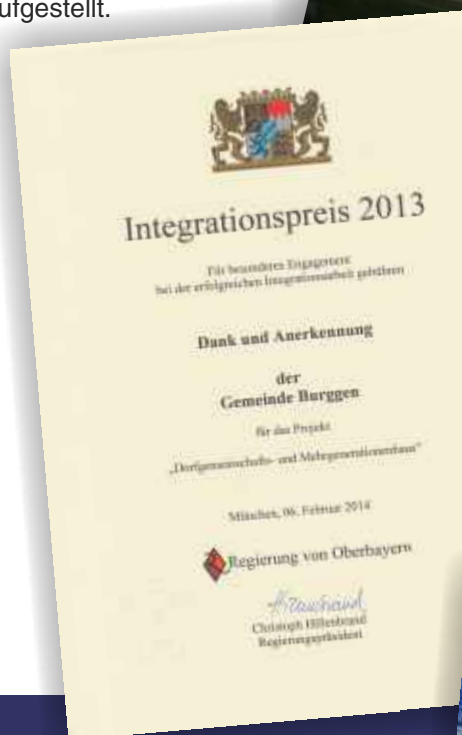 ufgestellt.
Integrationspreis 2013
Für besonderes Engagement
bei der erfolgreichen Integrationsarbeit gebühren
Dank und Anerkennung
der
Gemeinde Burggen
für das Projekt
„Dorfgemeinschafts- und Mehrgenerationenhaus“
München, 06. Februar 2014
Regierung von Oberbayern
Christoph Hillenbrand
Regierungspräsident